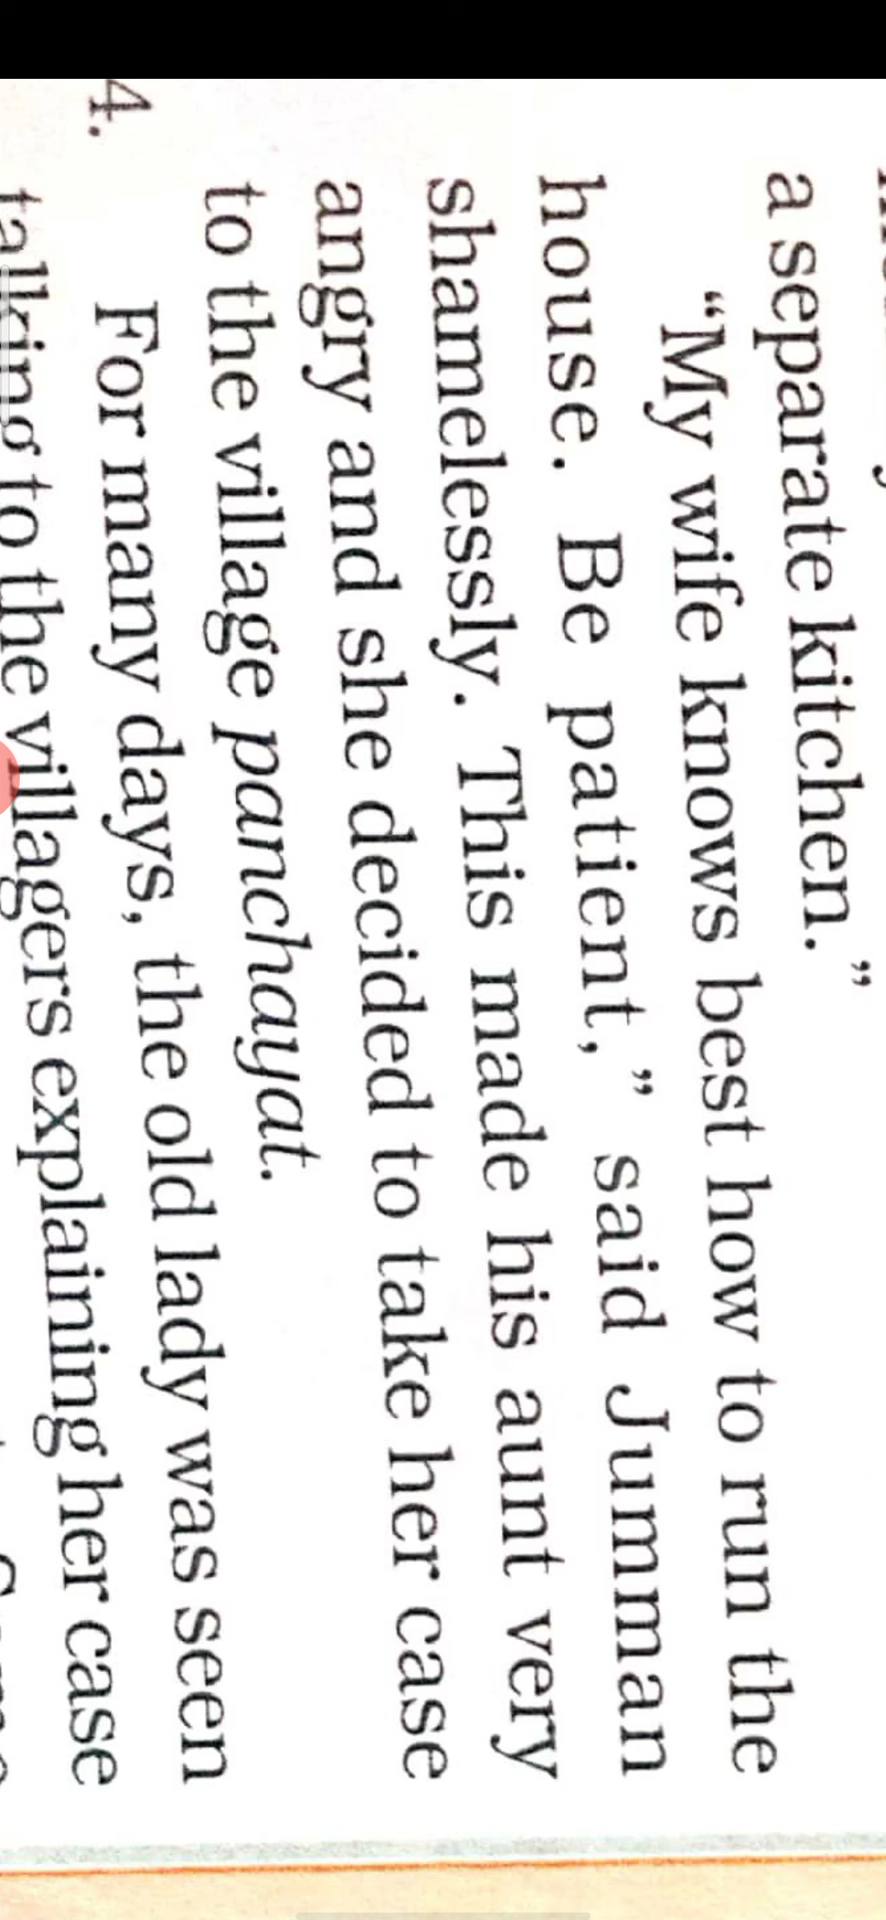 a separate kitchen.”
“My wife knows best how to run the
house. Be patient,” said Jumman
shamelessly. This made his aunt very
angry and she decided to take her case
to the village panchayat.
4. For many days, the old lady was seen
talking to the villagers explaining her case